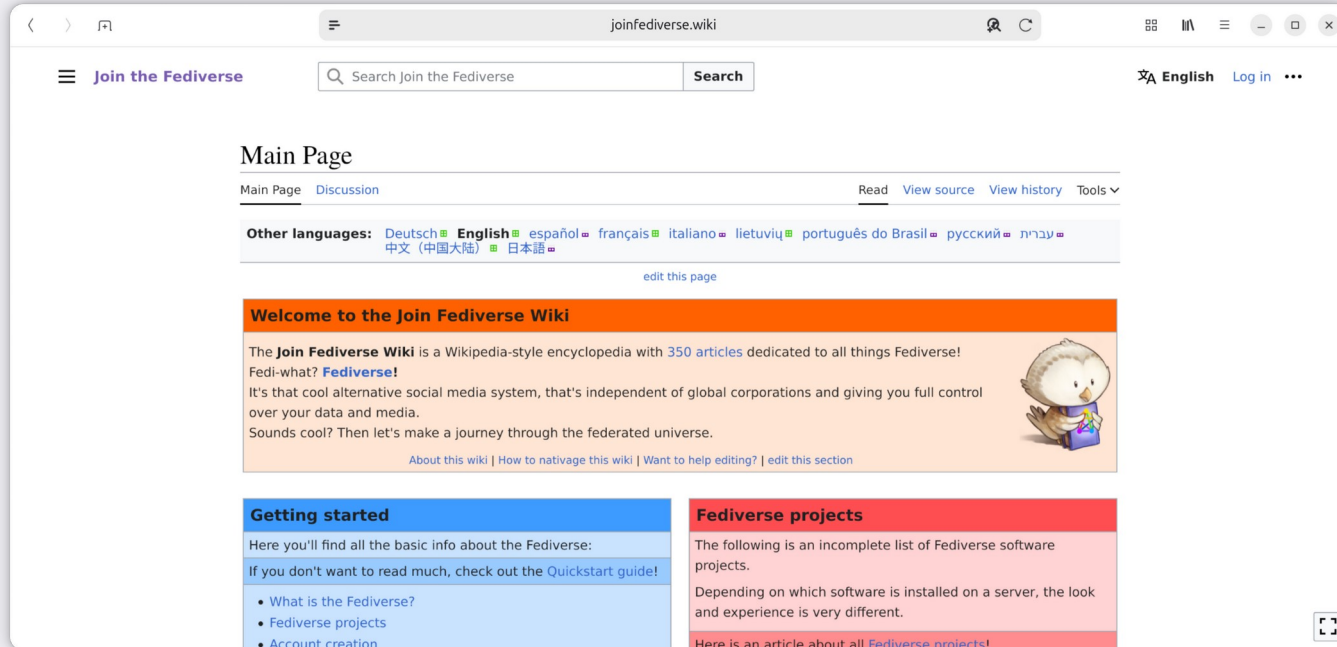 joinfediverse.wiki
Join the Fediverse
Search Join the Fediverse
Search
English
Log in
Main Page
Main Page
Discussion
Read
View source
View history
Tools
Other languages:
Deutsch English español français italiano lietuvių português do Brasil русский עברית
中文（中国大陆） 日本語
edit this page
Welcome to the Join Fediverse Wiki
The Join Fediverse Wiki is a Wikipedia-style encyclopedia with 350 articles dedicated to all things Fediverse!
Fedi-what? Fediverse!
It's that cool alternative social media system, that's independent of global corporations and giving you full control
over your data and media.
Sounds cool? Then let's make a journey through the federated universe.
About this wiki | How to nativage this wiki | Want to help editing? | edit this section
Getting started
Here you'll find all the basic info about the Fediverse:
If you don't want to read much, check out the Quickstart guide!
• What is the Fediverse?
• Fediverse projects
• Account creation
Fediverse projects
The following is an incomplete list of Fediverse software
projects.
Depending on which software is installed on a server, the look
and experience is very different.
Here is an article about all Fediverse projects!